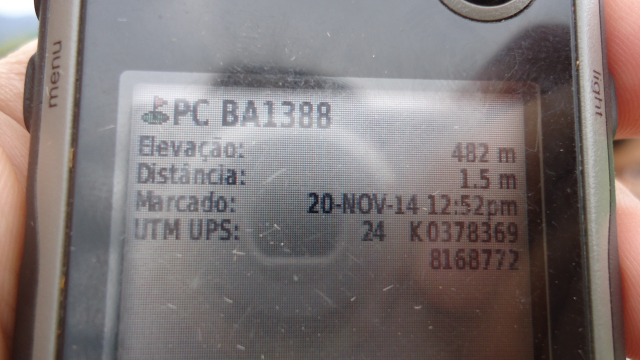 menu
light
PC BA1388
Elevação: 482 m
Distância: 1.5 m
Marcado: 20-NOV-14 12:52pm
UTM UPS: 24 K0378369
8168772